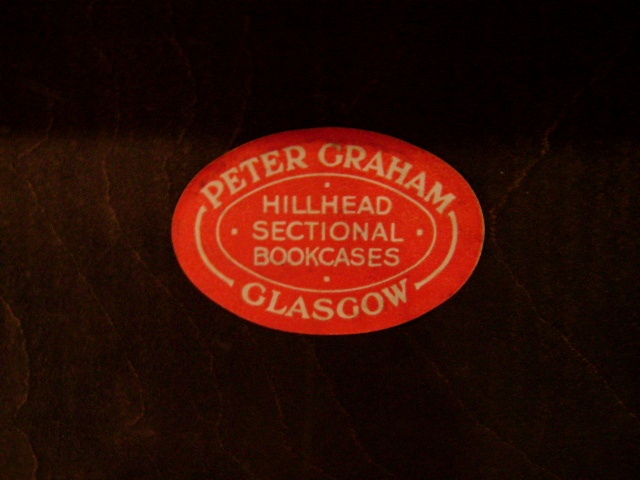 PETER GRAHAM
HILLHEAD
SECTIONAL
BOOKCASES
GLASGOW